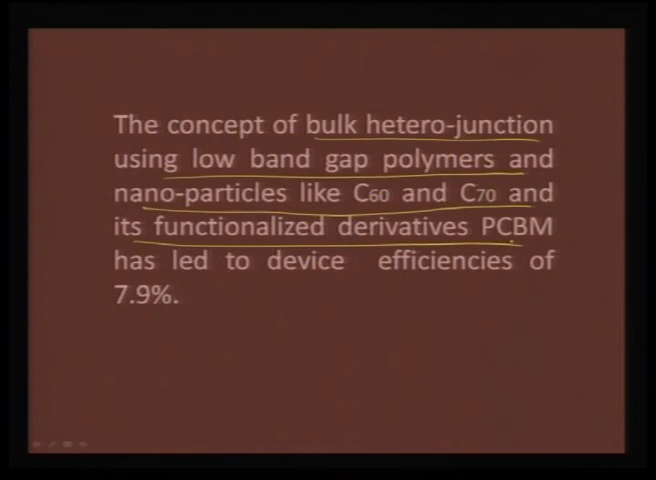 The concept of bulk hetero-junction
using low band gap polymers and
nano-particles like C60 and C70 and
its functionalized derivatives PCBM
has led to device efficiencies of
7.9%.